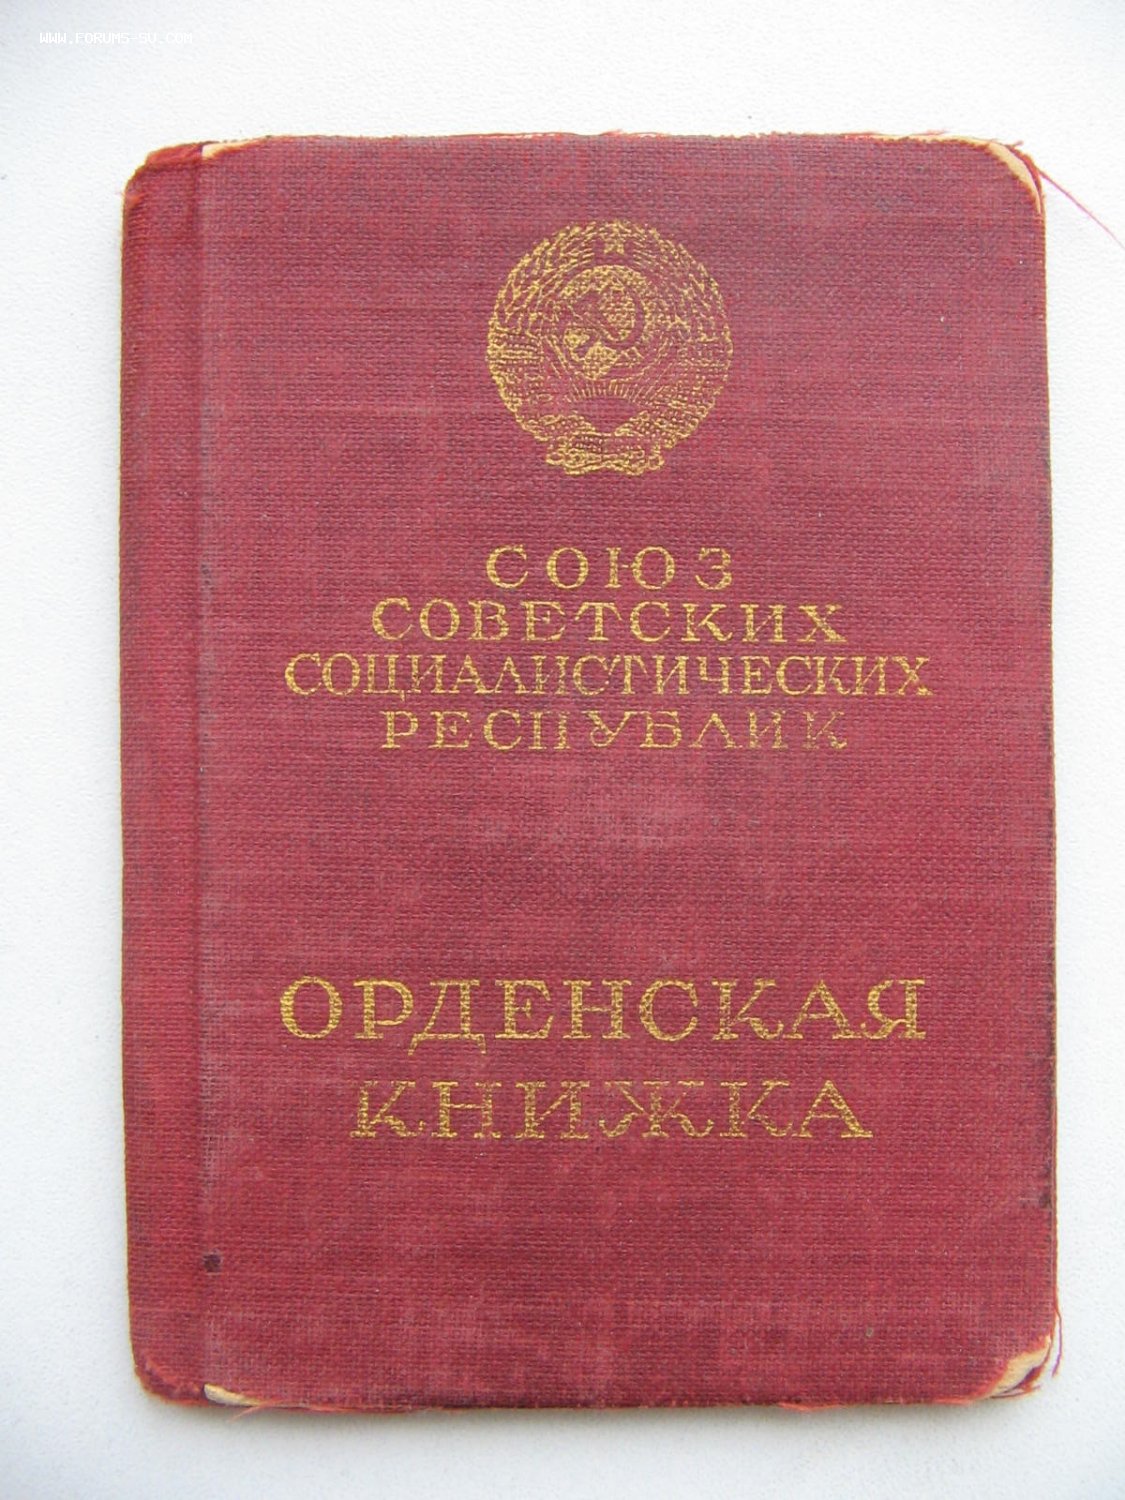 WWW.FORUMS-SU.COM
СОЮЗ
СОВЕТСКИХ
СОЦИАЛИСТИЧЕСКИХ
РЕСПУБЛИК
ОРДЕНСКАЯ
КНИЖКА